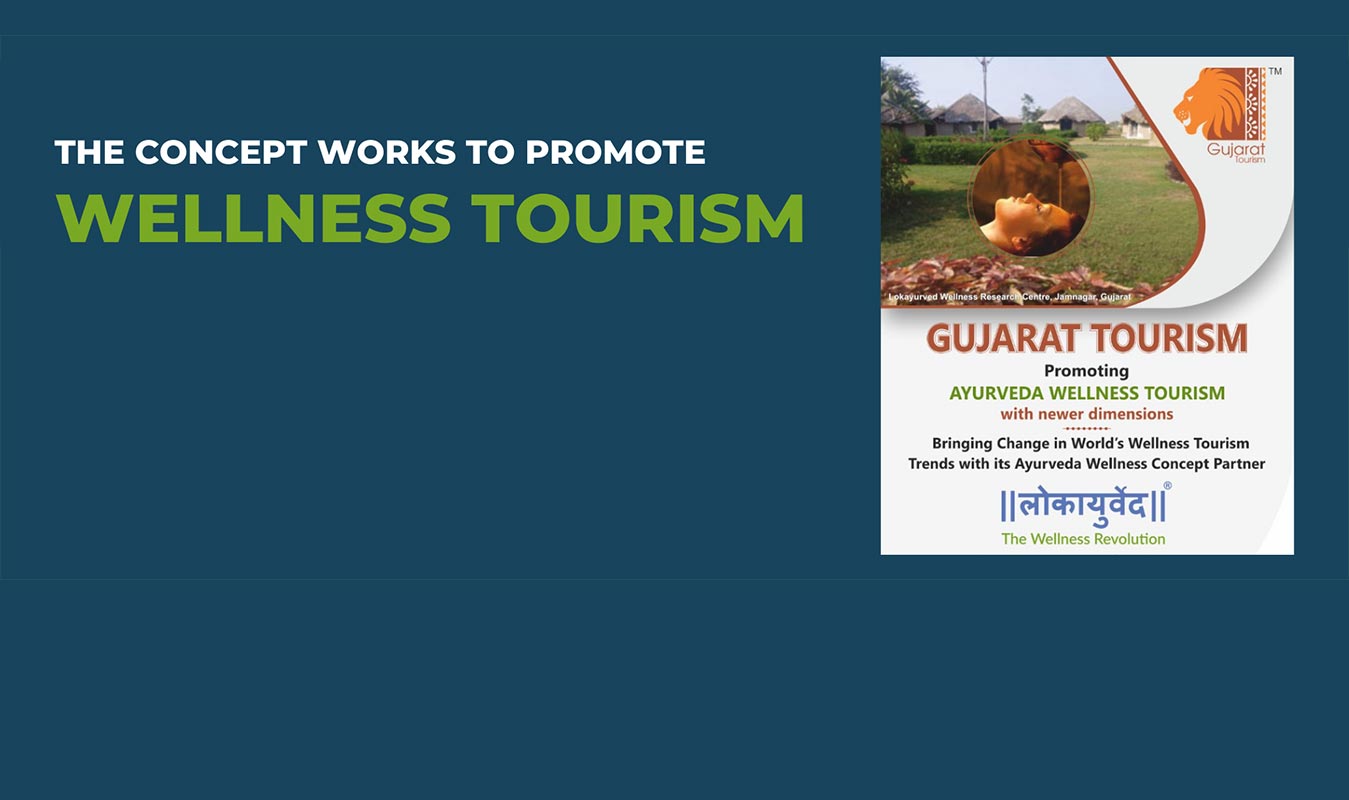 THE CONCEPT WORKS TO PROMOTE
WELLNESS TOURISM
TM
Gujarat
Tourism
Lokayurved Wellness Research Centre, Jamnagar, Gujarat
GUJARAT TOURISM
Promoting
AYURVEDA WELLNESS TOURISM
with newer dimensions
Bringing Change in World's Wellness Tourism
Trends with its Ayurveda Wellness Concept Partner
||लोकायुर्वेद||®
The Wellness Revolution